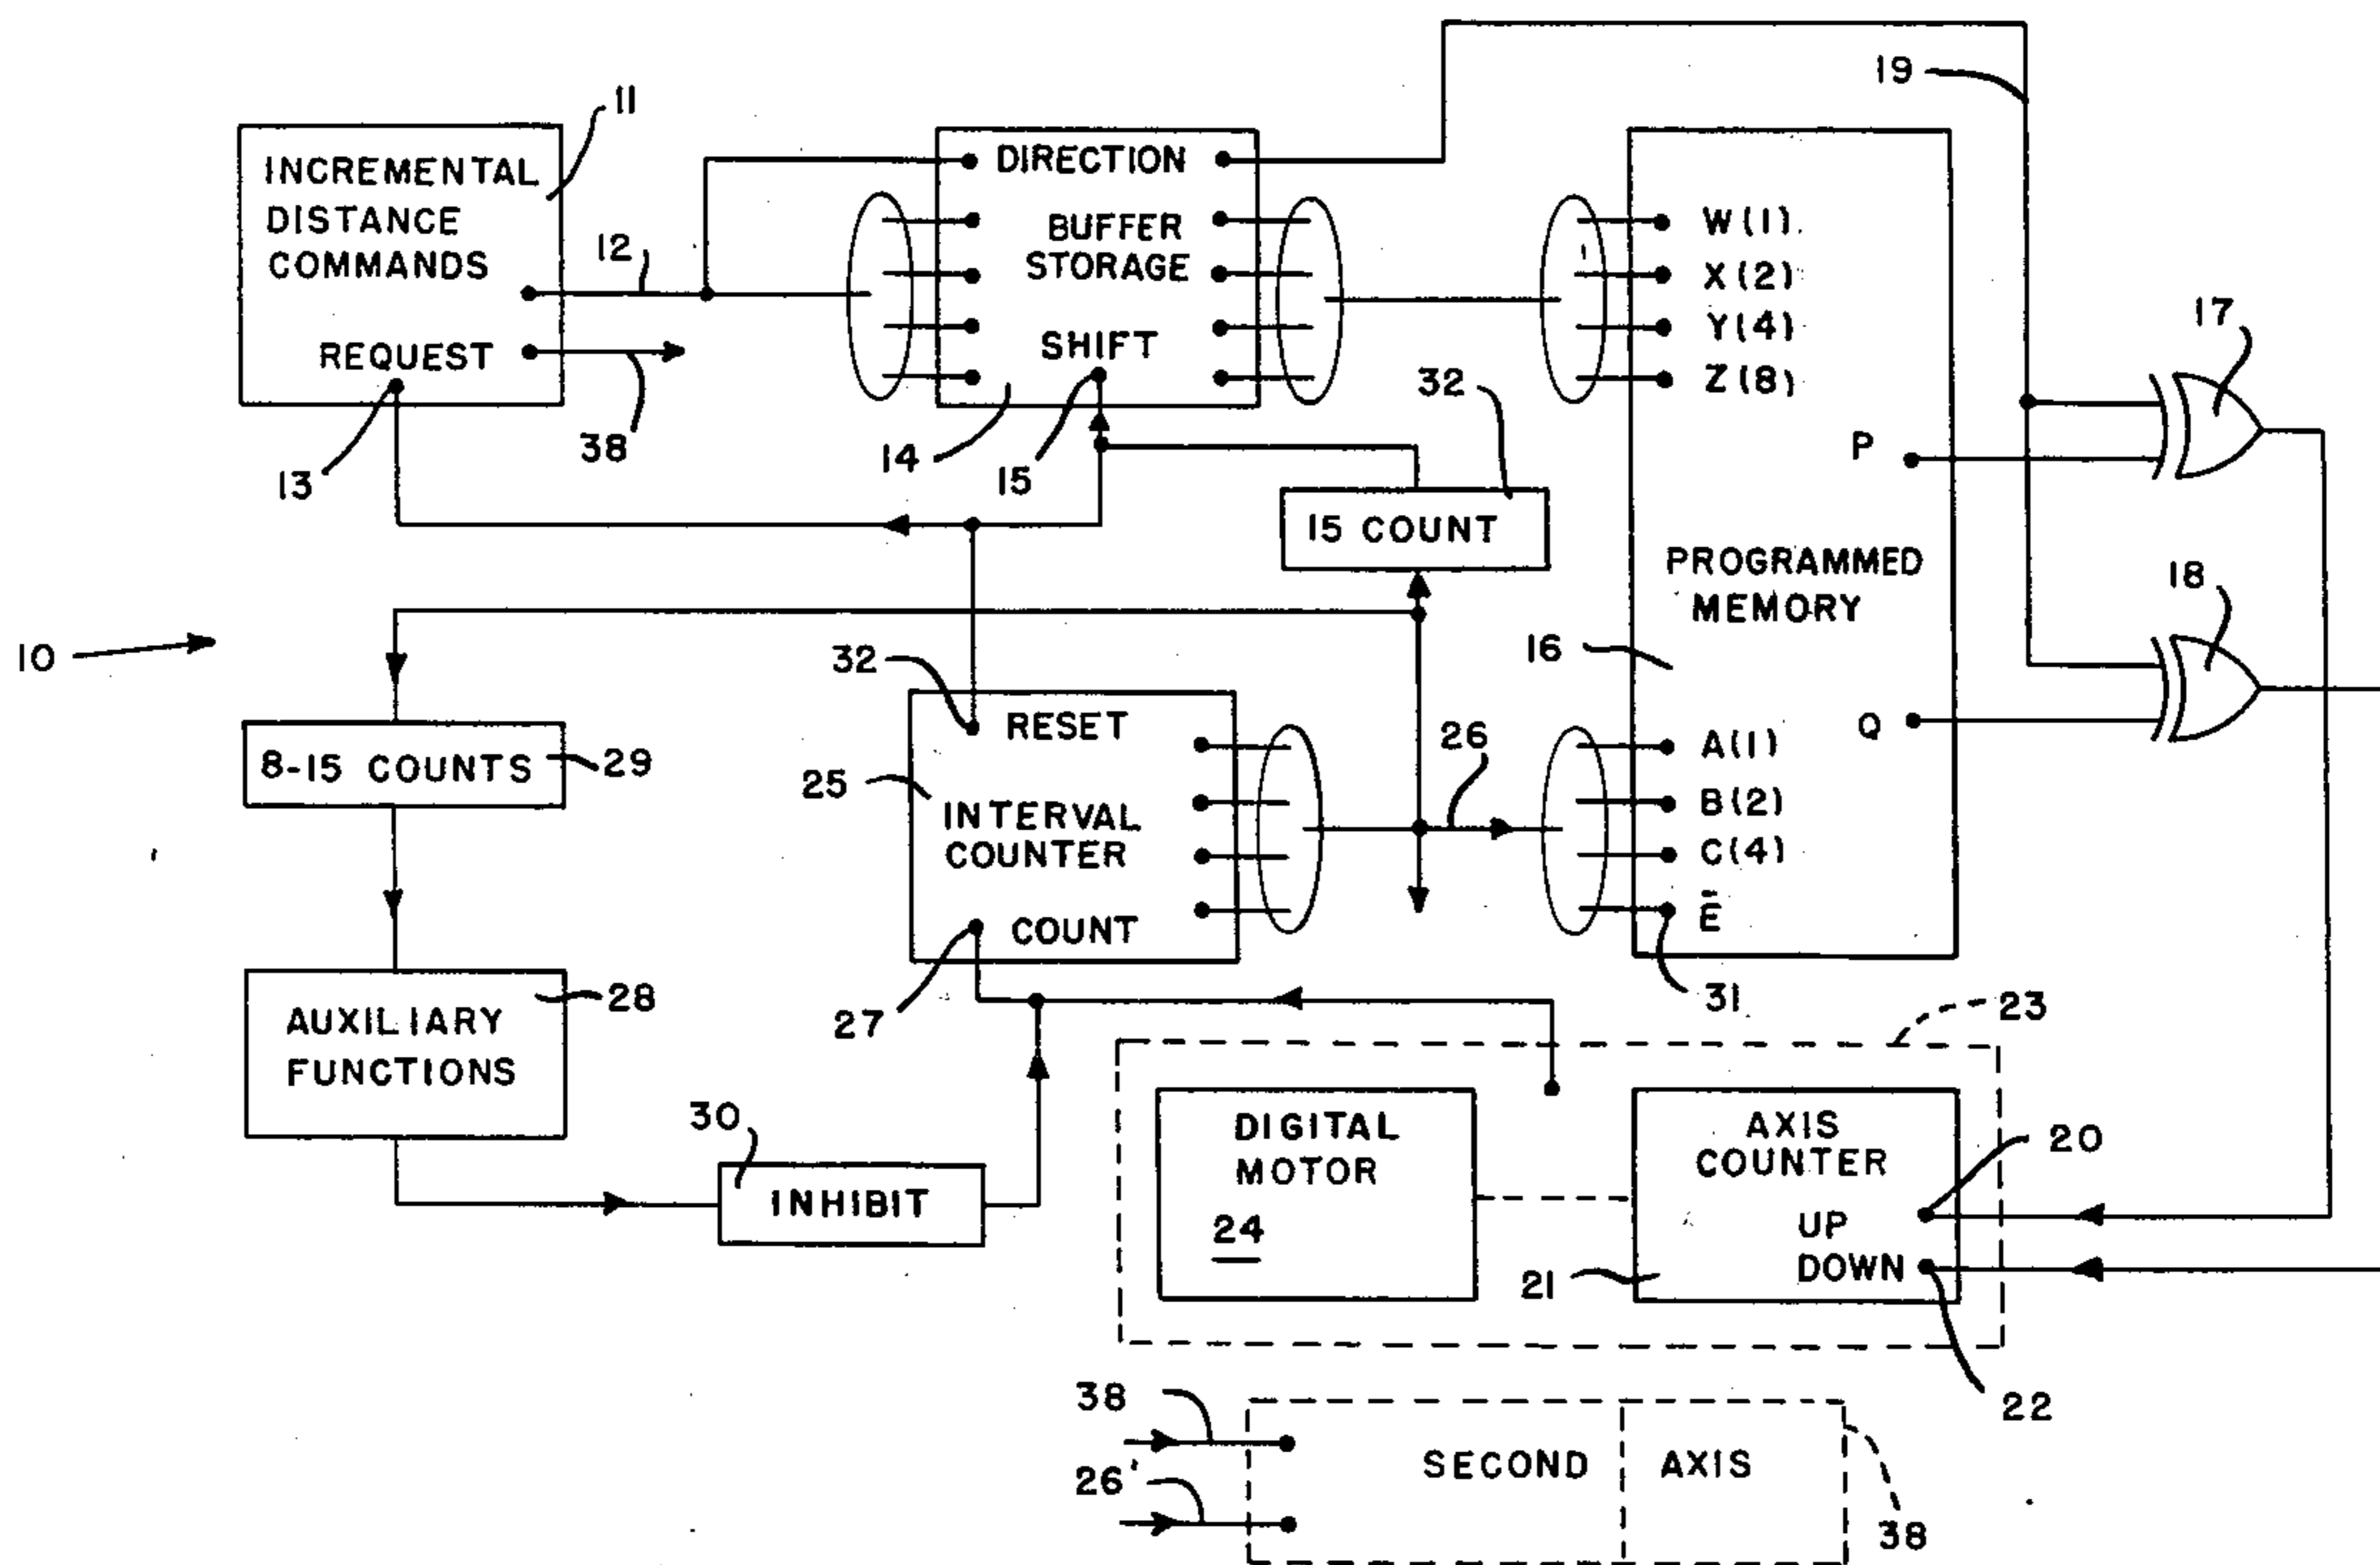 11
INCREMENTAL
DISTANCE
COMMANDS
REQUEST
12
13
38
DIRECTION
BUFFER
STORAGE
SHIFT
14
15
32
15 COUNT
W(1)
X(2)
Y(4)
Z(8)
P
PROGRAMMED
MEMORY
16
Q
A(1)
B(2)
C(4)
Ē
31
19
17
18
10
8-15 COUNTS
29
AUXILIARY
FUNCTIONS
28
30
INHIBIT
32
RESET
25
INTERVAL
COUNTER
COUNT
27
26
23
DIGITAL
MOTOR
24
AXIS
COUNTER
UP
DOWN
20
21
22
38
26'
SECOND AXIS
38